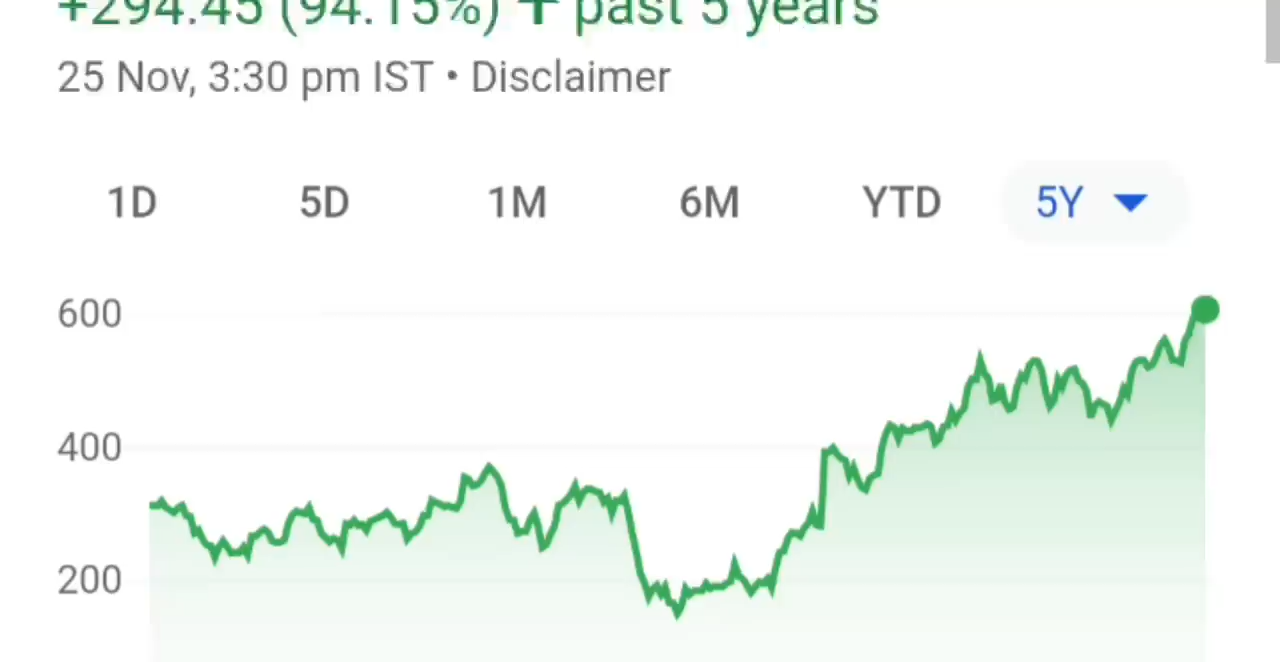 +294.45 (94.15%) ↑ past 5 years
25 Nov, 3:30 pm IST • Disclaimer
1D 5D 1M 6M YTD 5Y
600
400
200